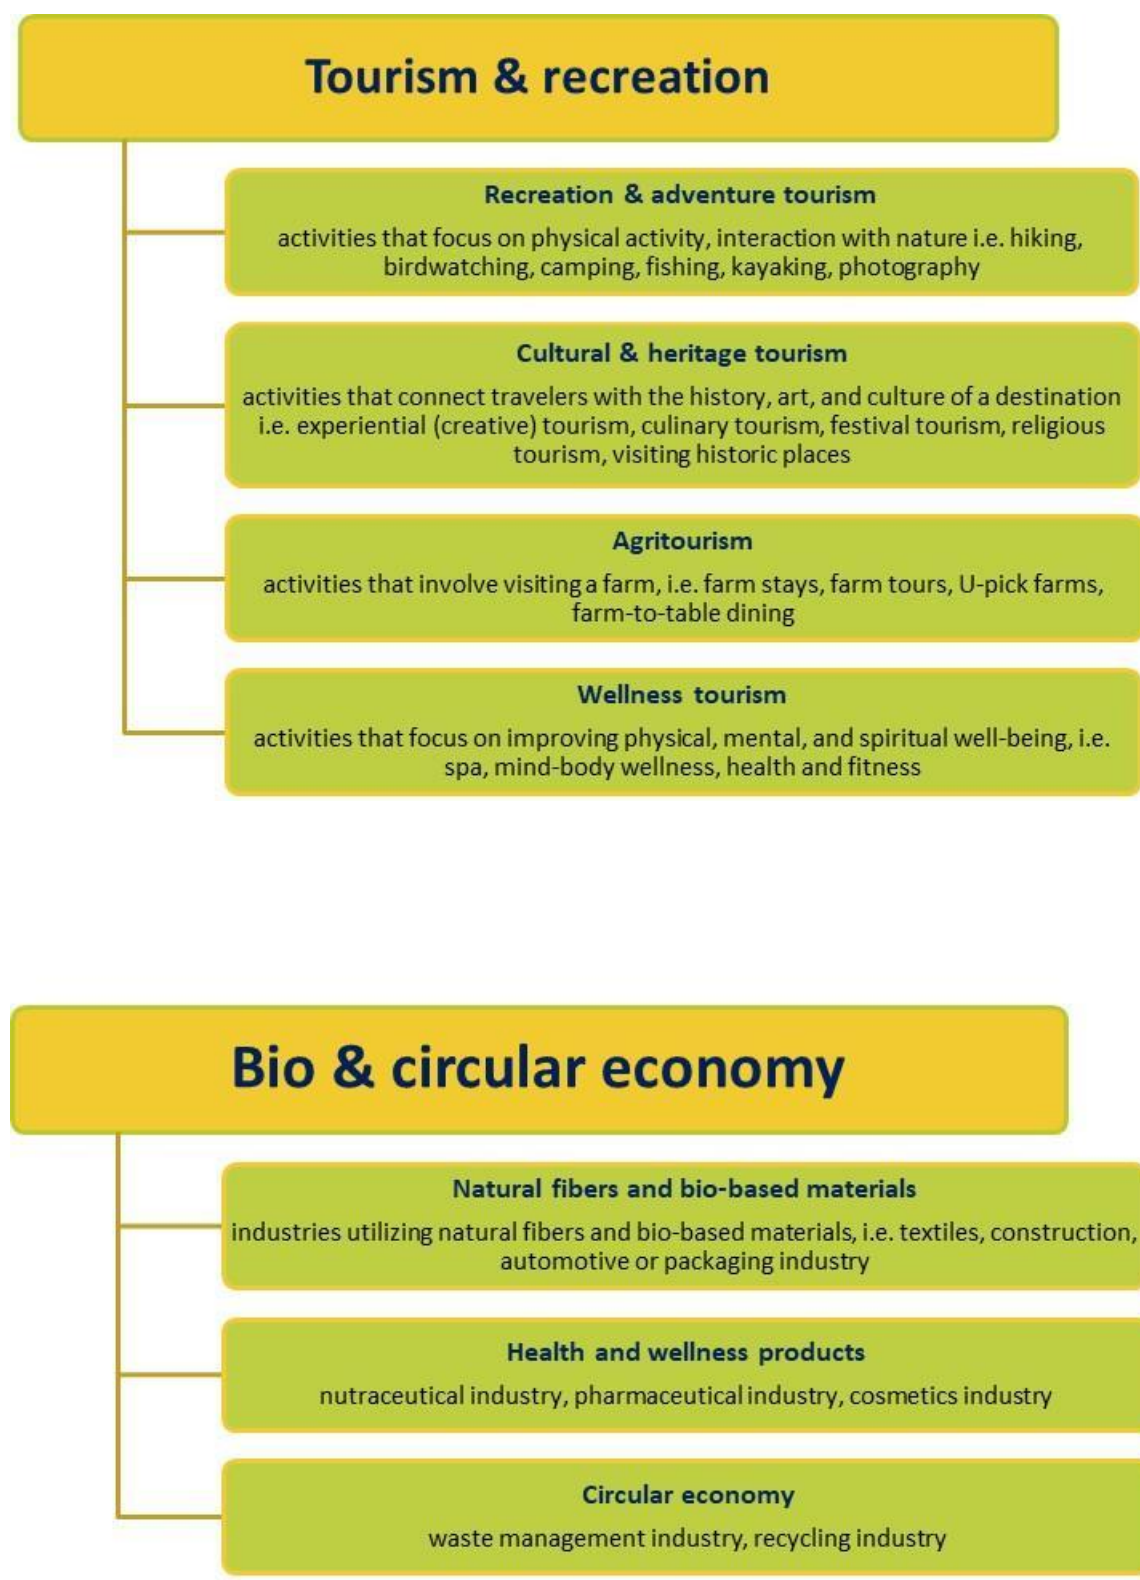 Tourism & recreation
Recreation & adventure tourism
activities that focus on physical activity, interaction with nature i.e. hiking,
birdwatching, camping, fishing, kayaking, photography
Cultural & heritage tourism
activities that connect travelers with the history, art, and culture of a destination
i.e. experiential (creative) tourism, culinary tourism, festival tourism, religious
tourism, visiting historic places
Agritourism
activities that involve visiting a farm, i.e. farm stays, farm tours, U-pick farms,
farm-to-table dining
Wellness tourism
activities that focus on improving physical, mental, and spiritual well-being, i.e.
spa, mind-body wellness, health and fitness
Bio & circular economy
Natural fibers and bio-based materials
industries utilizing natural fibers and bio-based materials, i.e. textiles, construction,
automotive or packaging industry
Health and wellness products
nutraceutical industry, pharmaceutical industry, cosmetics industry
Circular economy
waste management industry, recycling industry